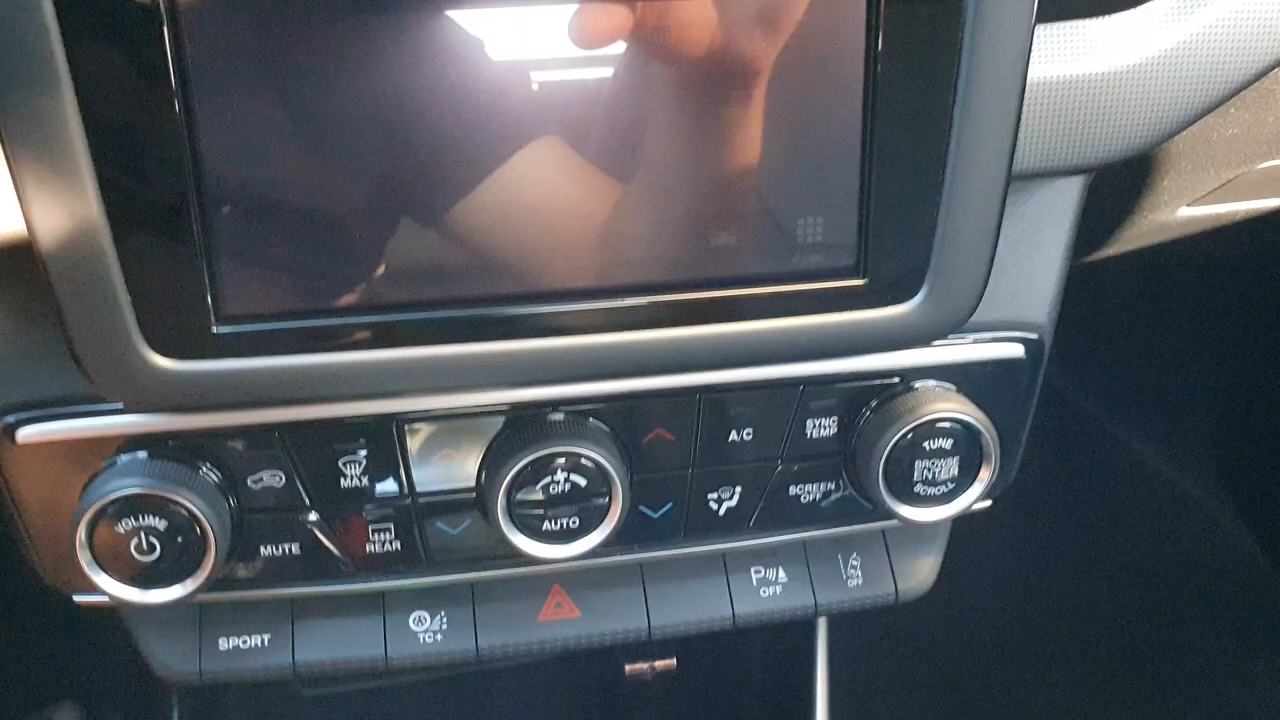 VOLUME
MUTE
MAX
REAR
OFF
AUTO
A/C
SYNC
TEMP
SCREEN
OFF
TUNE
BROWSE
ENTER
SCROLL
SPORT
TC+
P
OFF
OFF